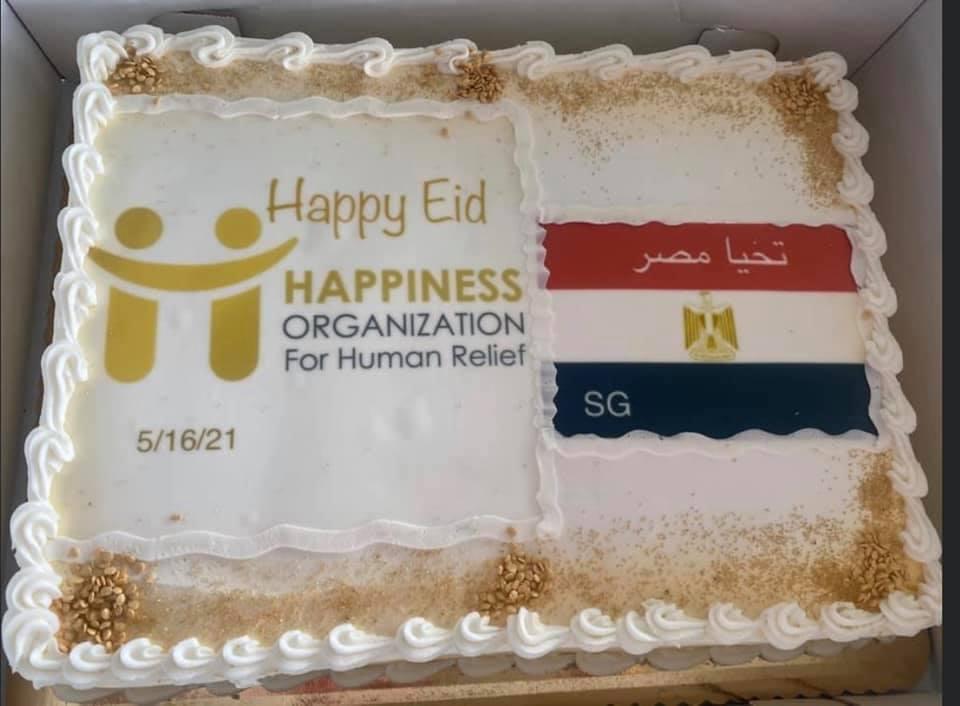 Happy Eid
HAPPINESS
ORGANIZATION
For Human Relief
5/16/21
تحيا مصر
SG